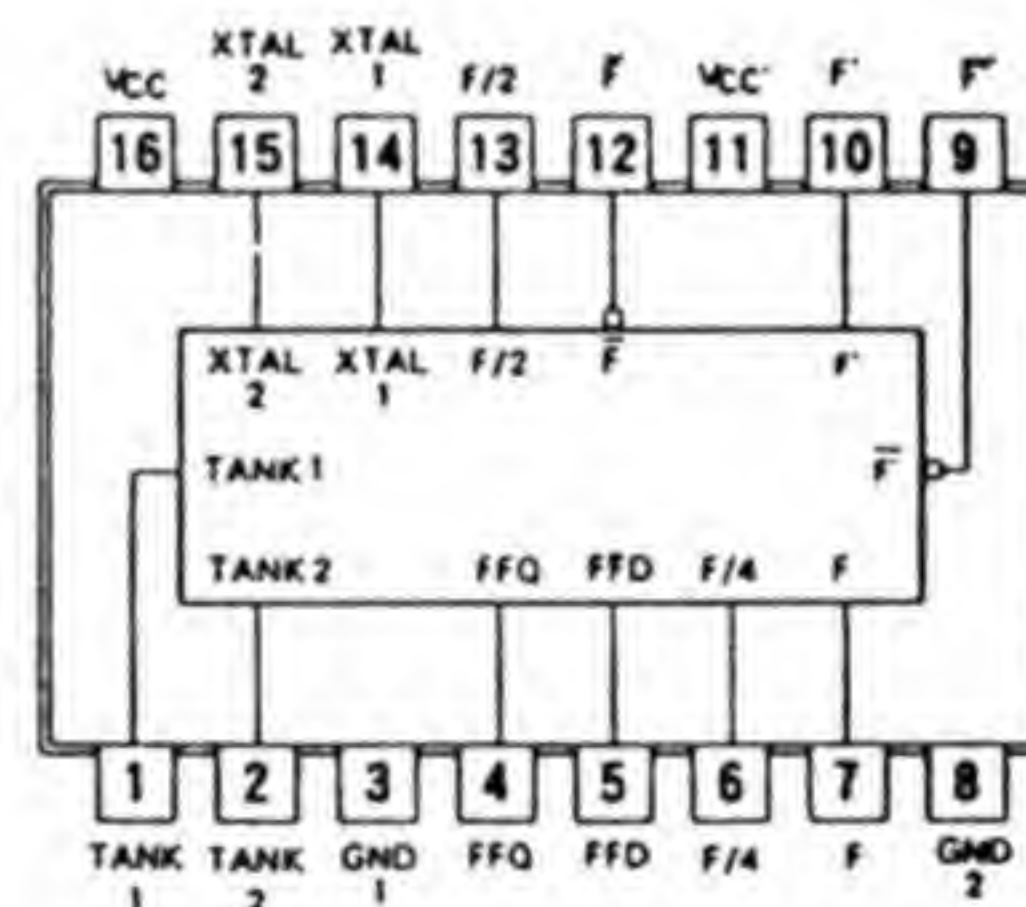 VCC XTAL 2 XTAL 1 F/2 F̅ VCC' F' F̅'
16 15 14 13 12 11 10 9
XTAL 2 XTAL 1 F/2 F̅ F'
TANK 1 F̅'
TANK 2 FFQ FFD F/4 F
1 2 3 4 5 6 7 8
TANK 1 TANK 2 GND 1 FFQ FFD F/4 F GND 2